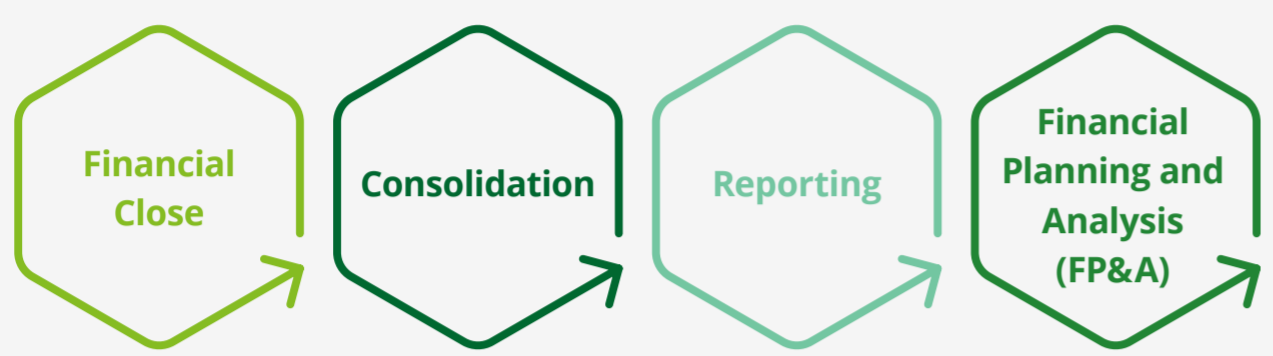 Financial
Close
Consolidation
Reporting
Financial
Planning and
Analysis
(FP&A)